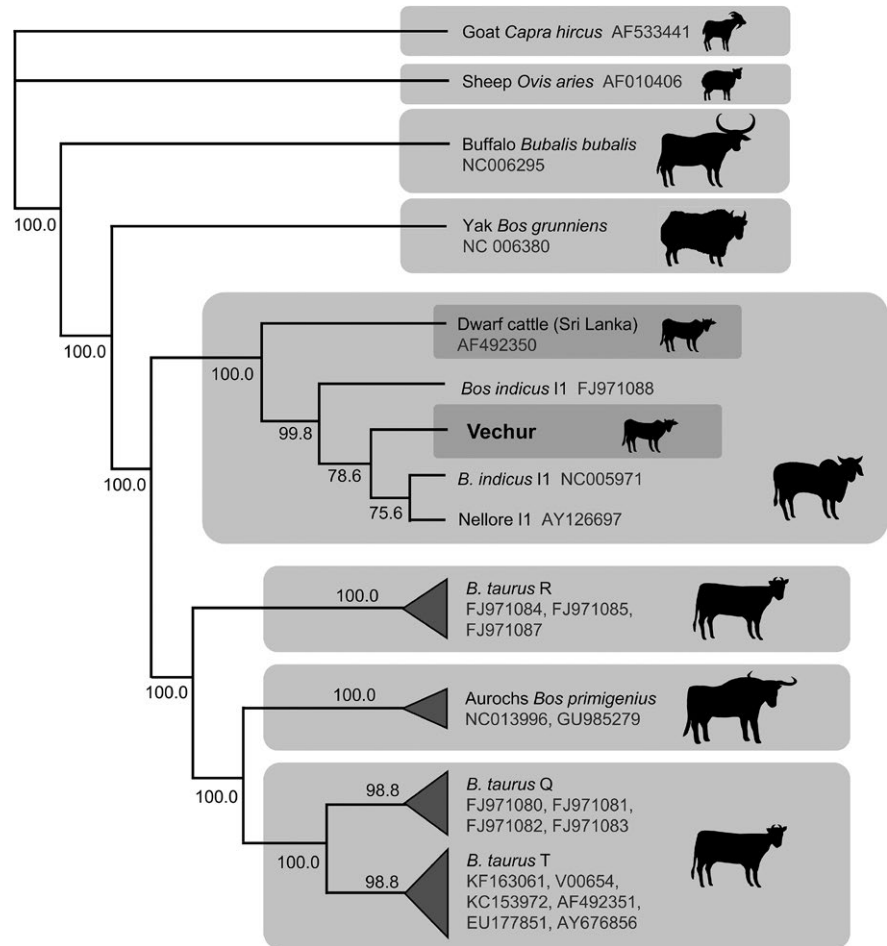 Goat Capra hircus AF533441
Sheep Ovis aries AF010406
Buffalo Bubalis bubalis
NC006295
100.0
Yak Bos grunniens
NC 006380
100.0
Dwarf cattle (Sri Lanka)
AF492350
100.0
Bos indicus I1 FJ971088
99.8
Vechur
78.6
B. indicus I1 NC005971
100.0
75.6
Nellore I1 AY126697
100.0
B. taurus R
FJ971084, FJ971085,
FJ971087
100.0
100.0
Aurochs Bos primigenius
NC013996, GU985279
100.0
98.8
B. taurus Q
FJ971080, FJ971081,
FJ971082, FJ971083
100.0
98.8
B. taurus T
KF163061, V00654,
KC153972, AF492351,
EU177851, AY676856